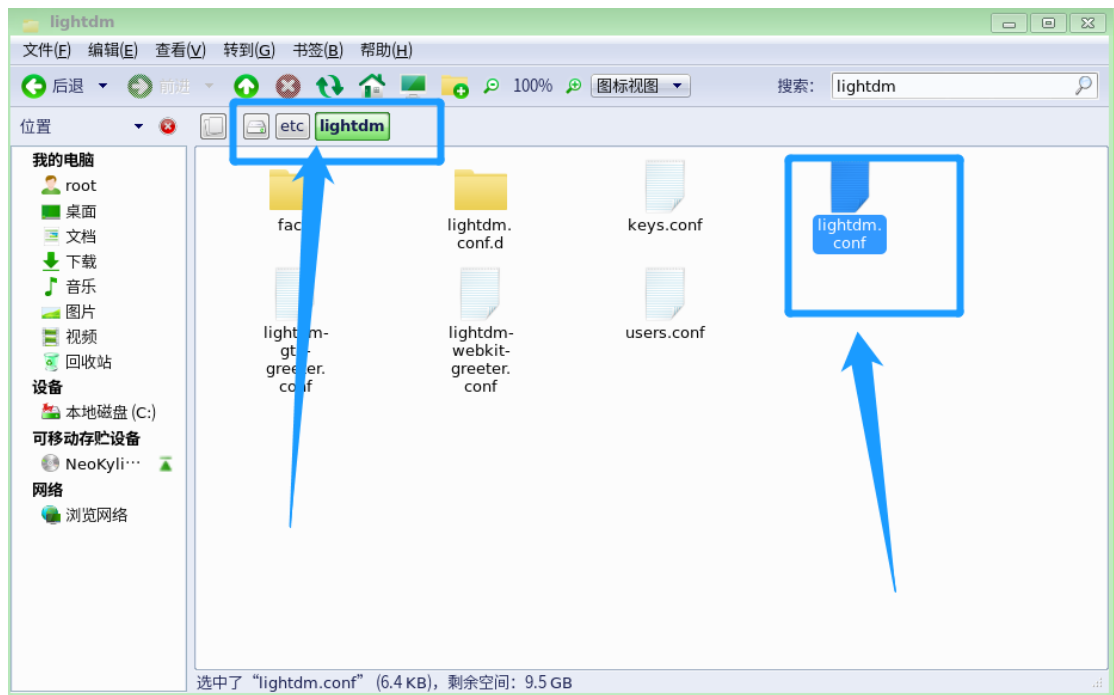 lightdm
文件(F) 编辑(E) 查看(V) 转到(G) 书签(B) 帮助(H)
后退 前进 100% 图标视图 搜索: lightdm
位置 etc lightdm
我的电脑
root
桌面
文档
下载
音乐
图片
视频
回收站
设备
本地磁盘 (C:)
可移动存贮设备
NeoKyli···
网络
浏览网络
lightdm.
conf.d
keys.conf
lightdm.
conf
greeter.
conf
lightdm-
webkit-
greeter.
conf
users.conf
选中了 “lightdm.conf” (6.4 KB)，剩余空间：9.5 GB